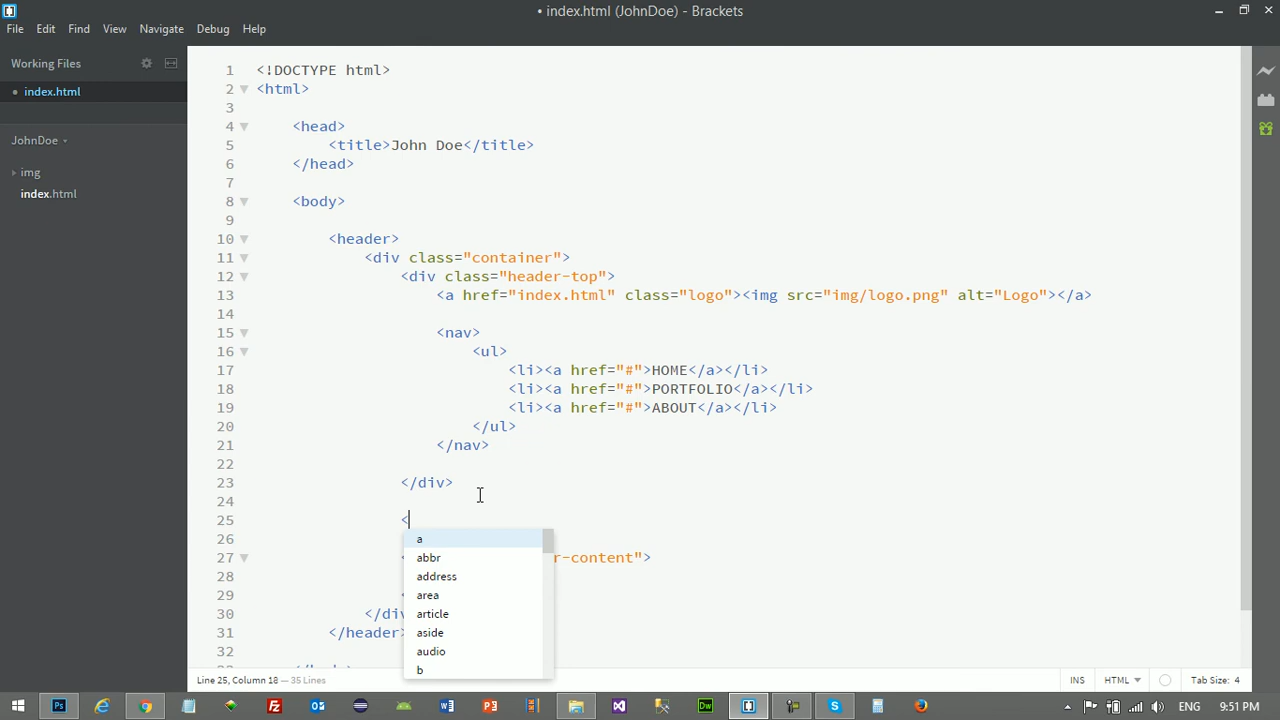 • index.html (JohnDoe) - Brackets
File Edit Find View Navigate Debug Help
Working Files
• index.html
JohnDoe
img
index.html
1 <!DOCTYPE html>
2 <html>
3
4 <head>
5 <title>John Doe</title>
6 </head>
7
8 <body>
9
10 <header>
11 <div class="container">
12 <div class="header-top">
13 <a href="index.html" class="logo"><img src="img/logo.png" alt="Logo"></a>
14
15 <nav>
16 <ul>
17 <li><a href="#">HOME</a></li>
18 <li><a href="#">PORTFOLIO</a></li>
19 <li><a href="#">ABOUT</a></li>
20 </ul>
21 </nav>
22
23 </div>
24
25 <
26
27 < r-content">
28
29 <
30 </div
31 </header>
32
a
abbr
address
area
article
aside
audio
b
Line 25, Column 18 — 35 Lines
INS HTML Tab Size: 4
ENG 9:51 PM